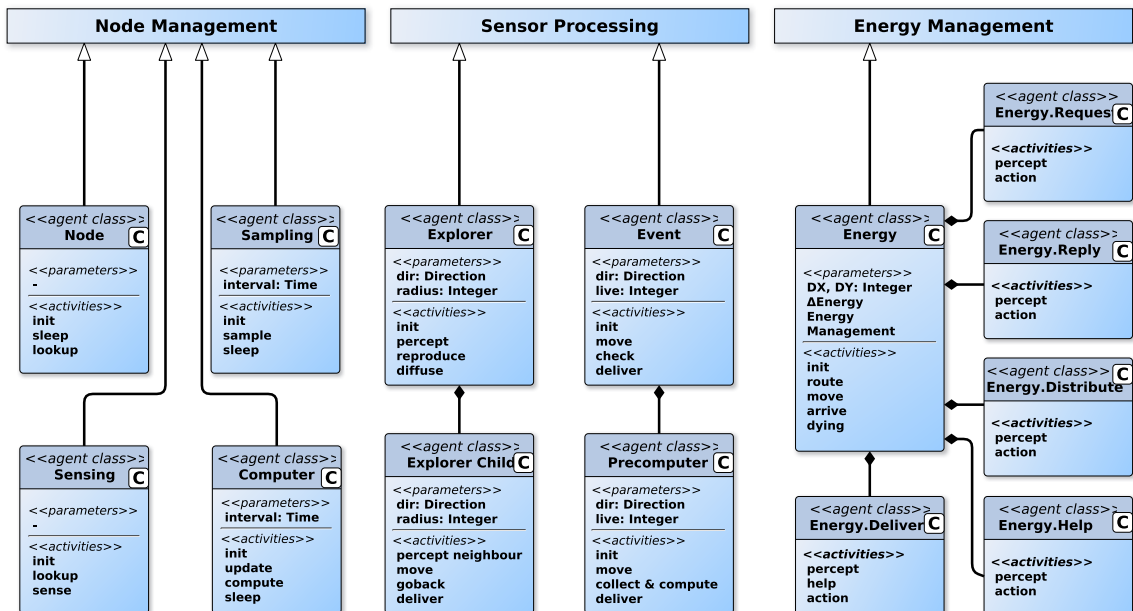 Node Management
Sensor Processing
Energy Management
<<agent class>>
Node
C
<<parameters>>
-
<<activities>>
init
sleep
lookup
<<agent class>>
Sampling
C
<<parameters>>
interval: Time
<<activities>>
init
sample
sleep
<<agent class>>
Sensing
C
<<parameters>>
-
<<activities>>
init
lookup
sense
<<agent class>>
Computer
C
<<parameters>>
interval: Time
<<activities>>
init
update
compute
sleep
<<agent class>>
Explorer
C
<<parameters>>
dir: Direction
radius: Integer
<<activities>>
init
percept
reproduce
diffuse
<<agent class>>
Event
C
<<parameters>>
dir: Direction
live: Integer
<<activities>>
init
move
check
deliver
<<agent class>>
Explorer Child
C
<<parameters>>
dir: Direction
radius: Integer
<<activities>>
percept neighbour
move
goback
deliver
<<agent class>>
Precomputer
C
<<parameters>>
dir: Direction
live: Integer
<<activities>>
init
move
collect & compute
deliver
<<agent class>>
Energy
C
<<parameters>>
DX, DY: Integer
ΔEnergy
Energy
Management
<<activities>>
init
route
move
arrive
dying
<<agent class>>
Energy.Request
C
<<activities>>
percept
action
<<agent class>>
Energy.Reply
C
<<activities>>
percept
action
<<agent class>>
Energy.Distribute
C
<<activities>>
percept
action
<<agent class>>
Energy.Deliver
C
<<activities>>
percept
help
action
<<agent class>>
Energy.Help
C
<<activities>>
percept
action